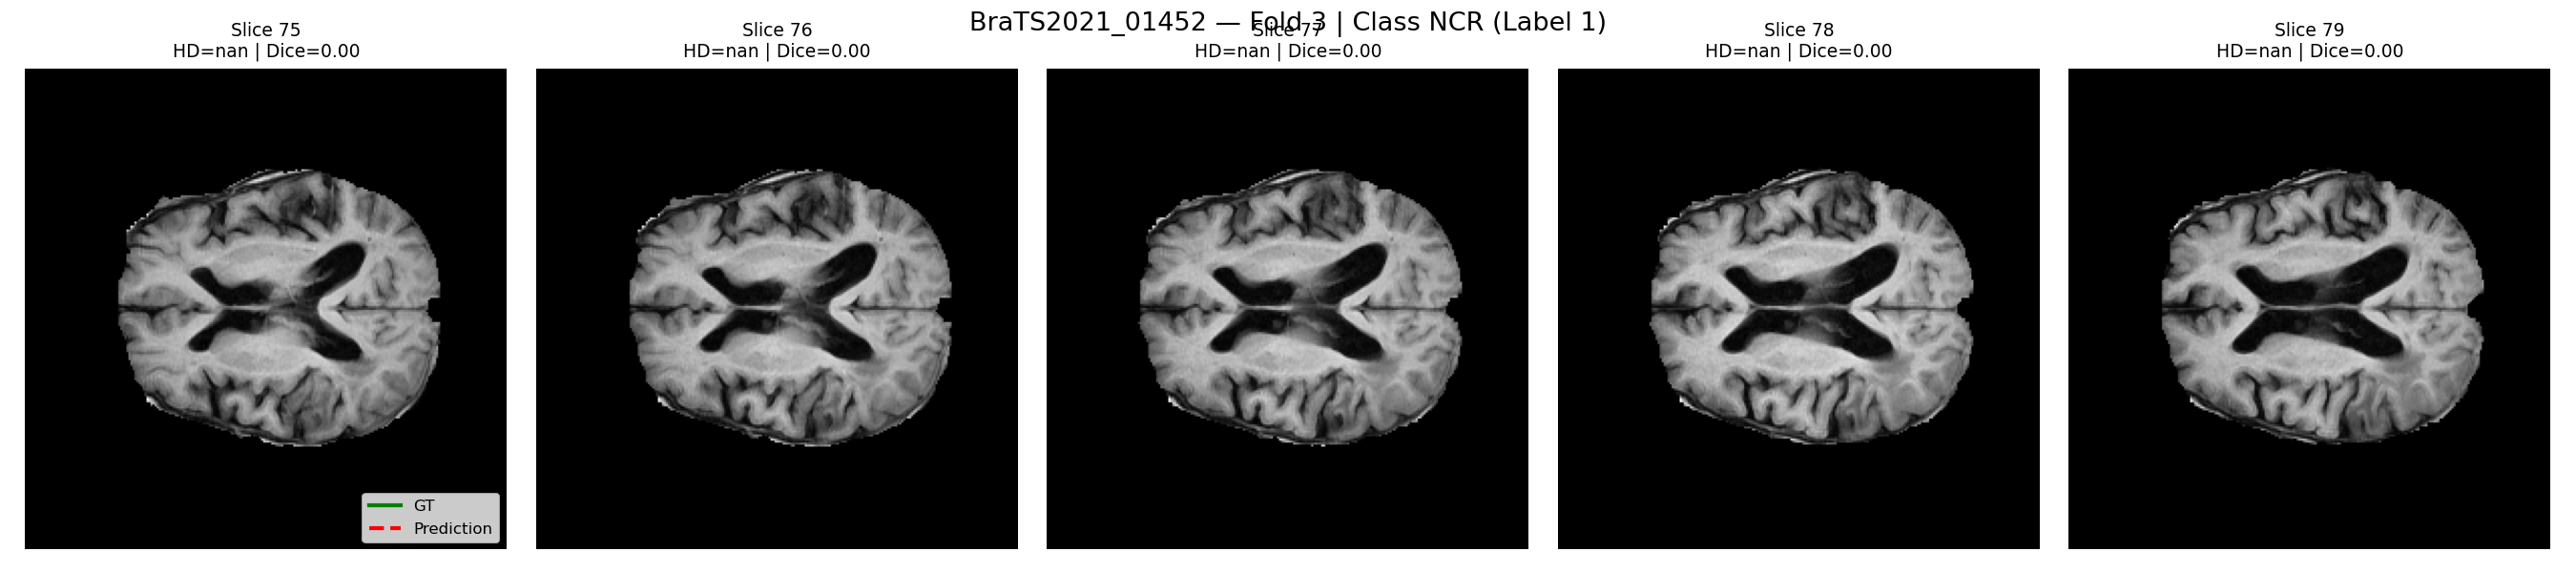 BraTS2021_01452 — Fold 3 | Class NCR (Label 1)
Slice 75
HD=nan | Dice=0.00
Slice 76
HD=nan | Dice=0.00
Slice 77
HD=nan | Dice=0.00
Slice 78
HD=nan | Dice=0.00
Slice 79
HD=nan | Dice=0.00
GT
Prediction